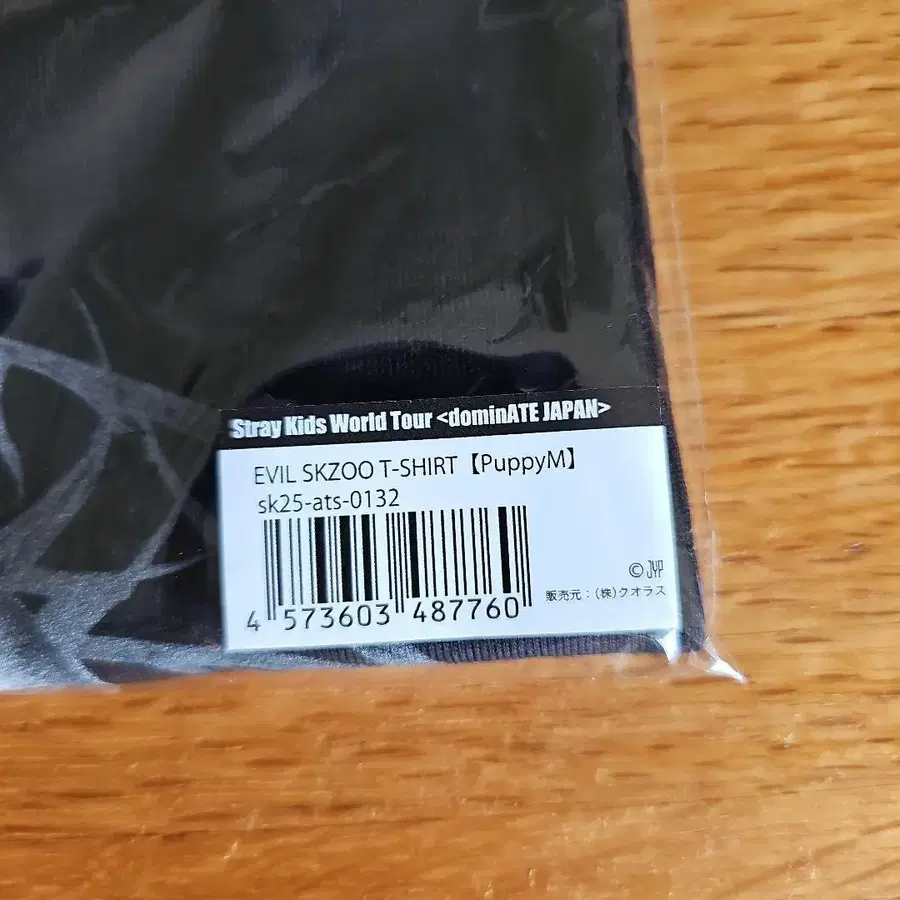 Stray Kids World Tour <dominATE JAPAN>
EVIL SKZOO T-SHIRT【PuppyM】
sk25-ats-0132
4 573603 487760
© JYP
販売元：(株)クオラス